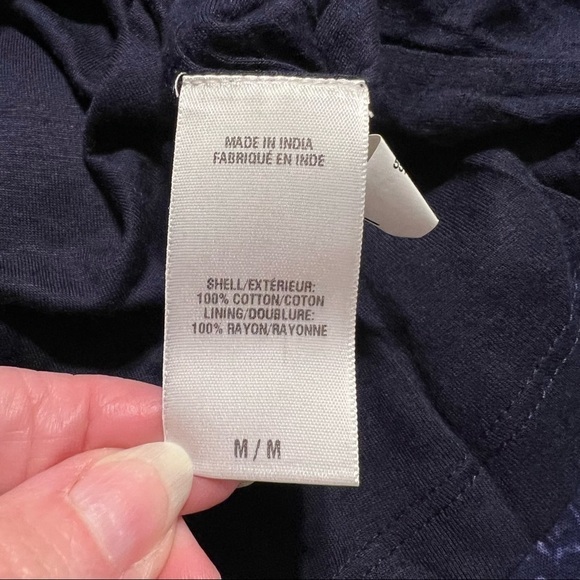 MADE IN INDIA
FABRIQUÉ EN INDE
SHELL/EXTÉRIEUR:
100% COTTON/COTON
LINING/DOUBLURE:
100% RAYON/RAYONNE
M / M